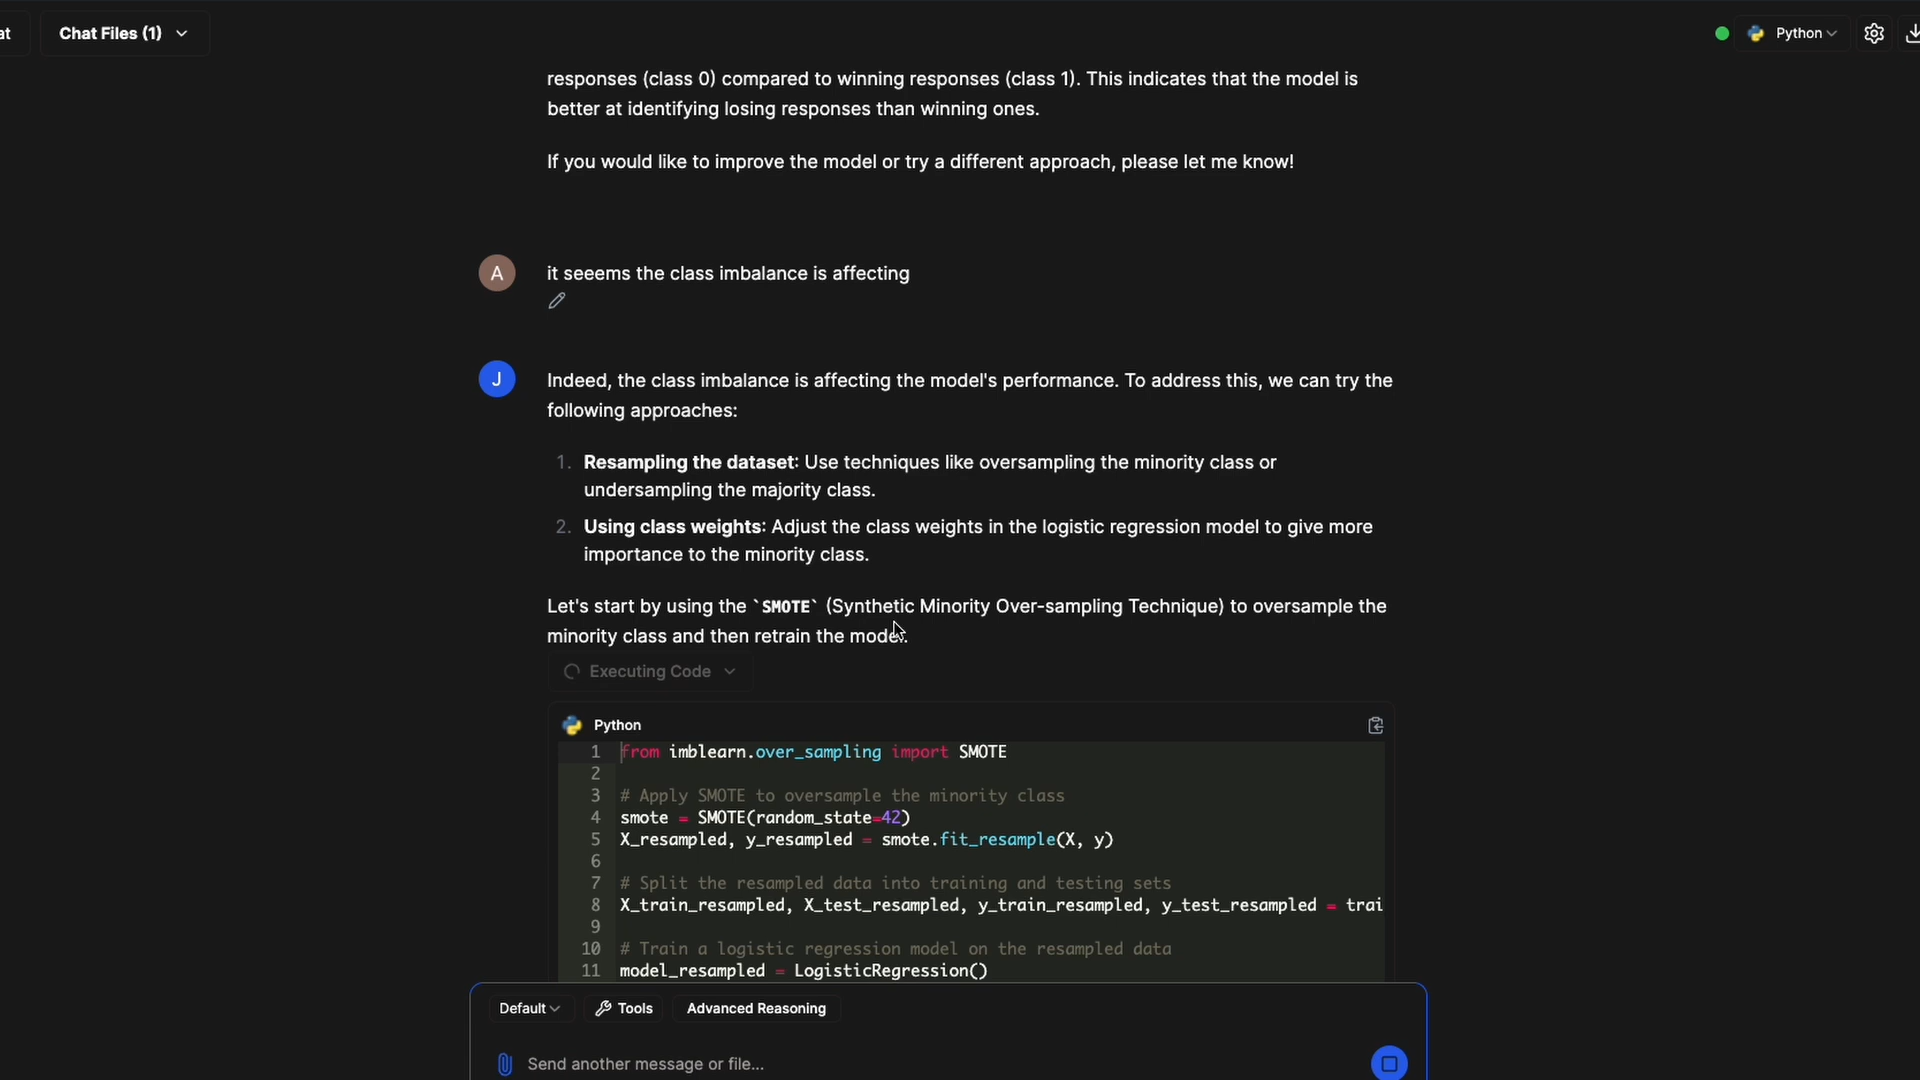 at
Chat Files (1)
Python
responses (class 0) compared to winning responses (class 1). This indicates that the model is
better at identifying losing responses than winning ones.
If you would like to improve the model or try a different approach, please let me know!
A
it seeems the class imbalance is affecting
J
Indeed, the class imbalance is affecting the model's performance. To address this, we can try the
following approaches:
1. Resampling the dataset: Use techniques like oversampling the minority class or
undersampling the majority class.
2. Using class weights: Adjust the class weights in the logistic regression model to give more
importance to the minority class.
Let's start by using the `SMOTE` (Synthetic Minority Over-sampling Technique) to oversample the
minority class and then retrain the model.
Executing Code
Python
1 from imblearn.over_sampling import SMOTE
2
3 # Apply SMOTE to oversample the minority class
4 smote = SMOTE(random_state=42)
5 X_resampled, y_resampled = smote.fit_resample(X, y)
6
7 # Split the resampled data into training and testing sets
8 X_train_resampled, X_test_resampled, y_train_resampled, y_test_resampled = trai
9
10 # Train a logistic regression model on the resampled data
11 model_resampled = LogisticRegression()
Default
Tools
Advanced Reasoning
Send another message or file...